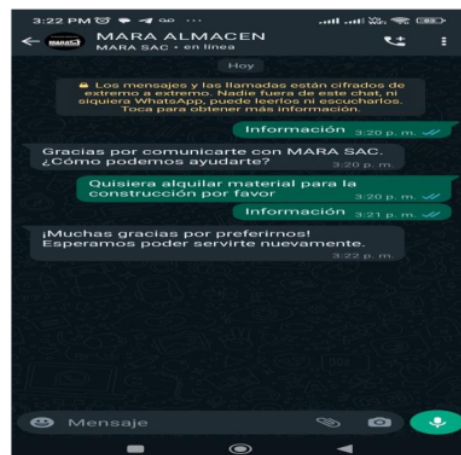 3:22 PM
MARA ALMACEN
MARA SAC • en línea
Hoy
Los mensajes y las llamadas están cifrados de
extremo a extremo. Nadie fuera de este chat, ni
siquiera WhatsApp, puede leerlos ni escucharlos.
Toca para obtener más información.
Información 3:20 p. m.
Gracias por comunicarte con MARA SAC.
¿Cómo podemos ayudarte? 3:20 p. m.
Quisiera alquilar material para la
construcción por favor 3:20 p. m.
Información 3:21 p. m.
¡Muchas gracias por preferirnos!
Esperamos poder servirte nuevamente.
3:22 p. m.
Mensaje